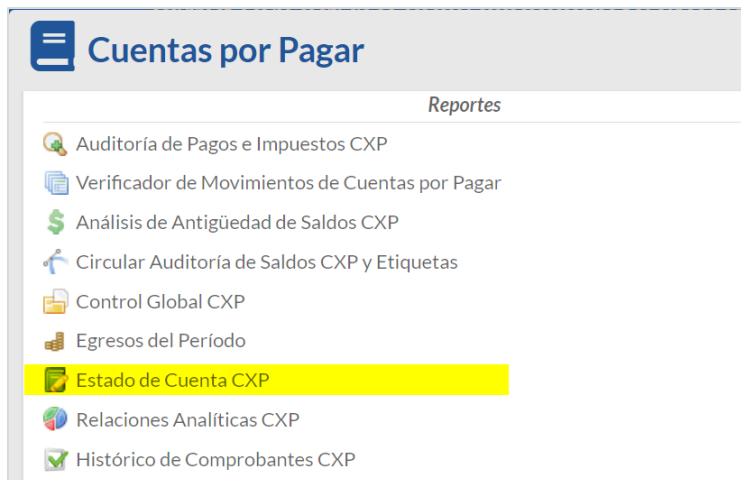 Cuentas por Pagar
Reportes
Auditoría de Pagos e Impuestos CXP
Verificador de Movimientos de Cuentas por Pagar
Análisis de Antigüedad de Saldos CXP
Circular Auditoría de Saldos CXP y Etiquetas
Control Global CXP
Egresos del Período
Estado de Cuenta CXP
Relaciones Analíticas CXP
Histórico de Comprobantes CXP